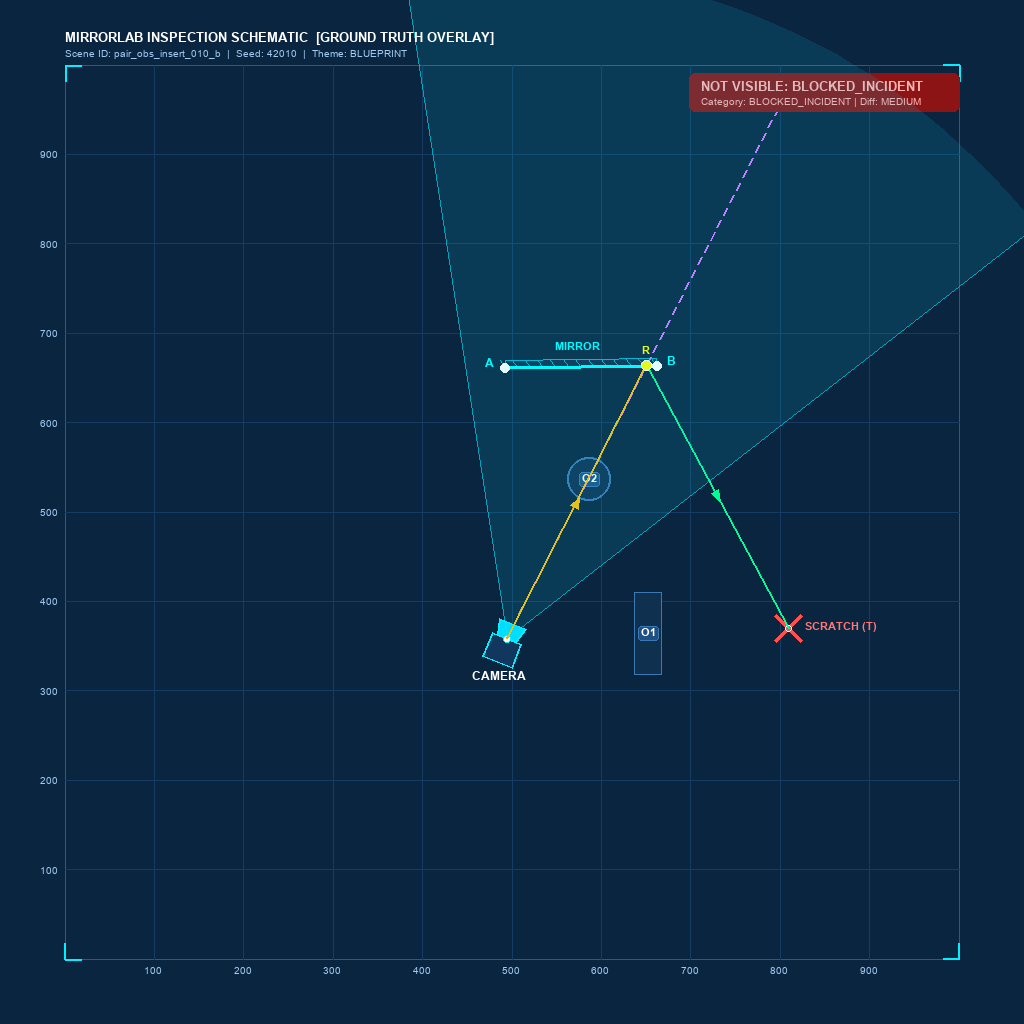 MIRRORLAB INSPECTION SCHEMATIC [GROUND TRUTH OVERLAY]
Scene ID: pair_obs_insert_010_b | Seed: 42010 | Theme: BLUEPRINT
NOT VISIBLE: BLOCKED_INCIDENT
Category: BLOCKED_INCIDENT | Diff: MEDIUM
900
800
700
MIRROR
R
A
B
600
O2
500
400
SCRATCH (T)
O1
CAMERA
300
200
100
100 200 300 400 500 600 700 800 900